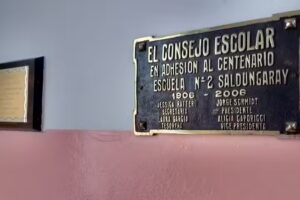 EL CONSEJO ESCOLAR
EN ADHESION AL CENTENARIO
ESCUELA Nº 2 SALDUNGARAY
1906 - 2006
JESSICA HATTER JORGE SCHMIDT
SECRETARIA PRESIDENTE
LAURA GARCIA ALICIA
TESORERA VICE PRESIDENTE